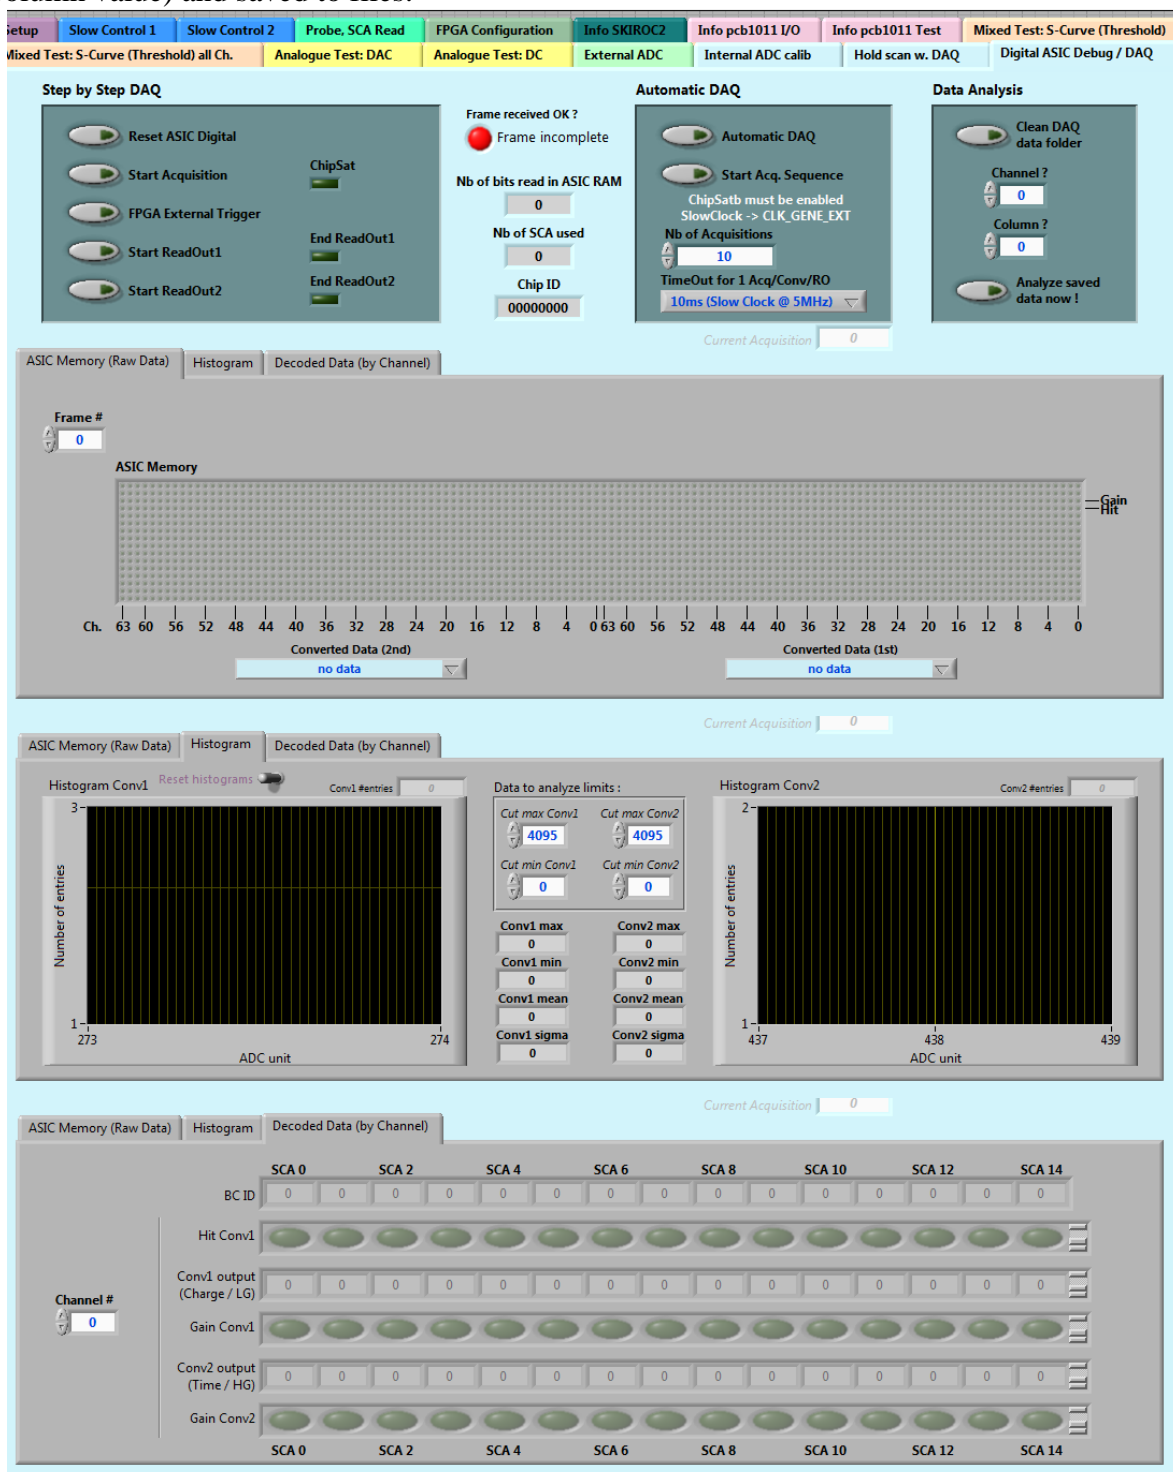 Setup Slow Control 1 Slow Control 2 Probe, SCA Read FPGA Configuration Info SKIROC2 Info pcb1011 I/O Info pcb1011 Test Mixed Test: S-Curve (Threshold)
Mixed Test: S-Curve (Threshold) all Ch. Analogue Test: DAC Analogue Test: DC External ADC Internal ADC calib Hold scan w. DAQ Digital ASIC Debug / DAQ
Step by Step DAQ
Reset ASIC Digital
Start Acquisition
ChipSat
FPGA External Trigger
Start ReadOut1
End ReadOut1
Start ReadOut2
End ReadOut2
Frame received OK ?
Frame incomplete
Nb of bits read in ASIC RAM
0
Nb of SCA used
0
Chip ID
00000000
Automatic DAQ
Automatic DAQ
Start Acq. Sequence
ChipSatb must be enabled
SlowClock -> CLK_GENE_EXT
Nb of Acquisitions
10
TimeOut for 1 Acq/Conv/RO
10ms (Slow Clock @ 5MHz)
Data Analysis
Clean DAQ
data folder
Channel ?
0
Column ?
0
Analyze saved
data now !
Current Acquisition 0
ASIC Memory (Raw Data) Histogram Decoded Data (by Channel)
Frame #
0
ASIC Memory
Gain
Hit
Ch. 63 60 56 52 48 44 40 36 32 28 24 20 16 12 8 4 0 63 60 56 52 48 44 40 36 32 28 24 20 16 12 8 4 0
Converted Data (2nd) Converted Data (1st)
no data no data
Current Acquisition 0
ASIC Memory (Raw Data) Histogram Decoded Data (by Channel)
Histogram Conv1 Reset histograms Conv1 #entries 0
3
Number of entries
1
273 274
ADC unit
Data to analyze limits :
Cut max Conv1 Cut max Conv2
4095 4095
Cut min Conv1 Cut min Conv2
0 0
Conv1 max Conv2 max
0 0
Conv1 min Conv2 min
0 0
Conv1 mean Conv2 mean
0 0
Conv1 sigma Conv2 sigma
0 0
Histogram Conv2 Conv2 #entries 0
2
Number of entries
1
437 438 439
ADC unit
Current Acquisition 0
ASIC Memory (Raw Data) Histogram Decoded Data (by Channel)
SCA 0 SCA 2 SCA 4 SCA 6 SCA 8 SCA 10 SCA 12 SCA 14
BC ID 0 0 0 0 0 0 0 0 0 0 0 0 0 0 0
Hit Conv1
Conv1 output
(Charge / LG)
0 0 0 0 0 0 0 0 0 0 0 0 0 0 0
Channel #
0
Gain Conv1
Conv2 output
(Time / HG)
0 0 0 0 0 0 0 0 0 0 0 0 0 0 0
Gain Conv2
SCA 0 SCA 2 SCA 4 SCA 6 SCA 8 SCA 10 SCA 12 SCA 14